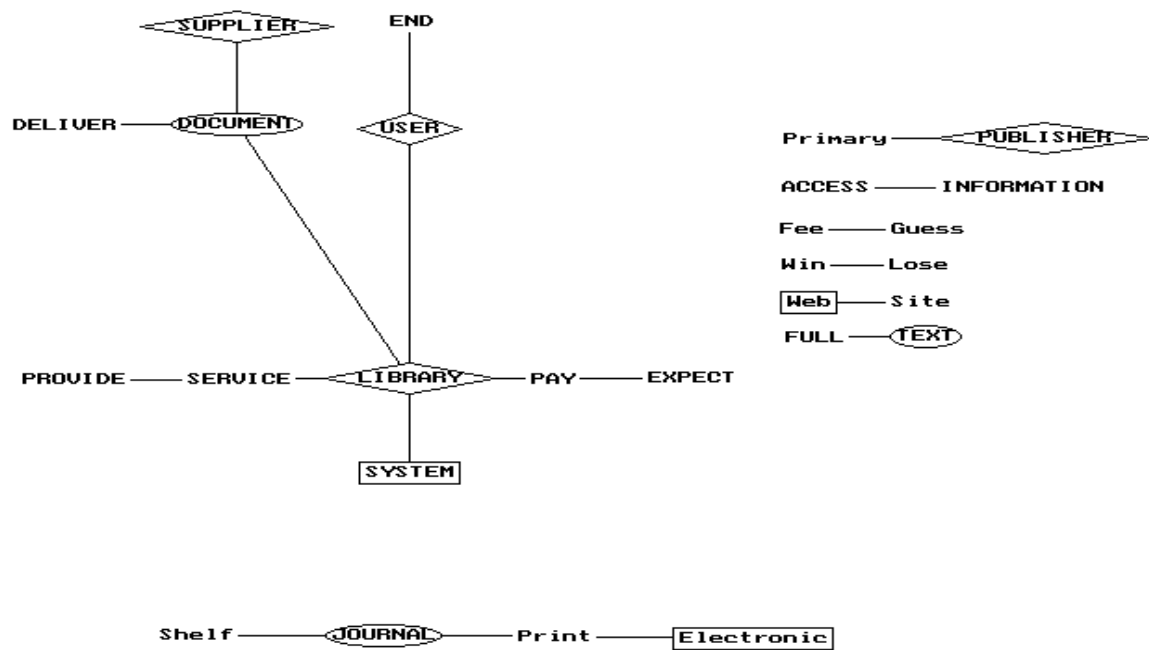 SUPPLIER END
DELIVER DOCUMENT USER
Primary PUBLISHER
ACCESS INFORMATION
Fee Guess
Win Lose
Web Site
FULL TEXT
PROVIDE SERVICE LIBRARY PAY EXPECT
SYSTEM
Shelf JOURNAL Print Electronic